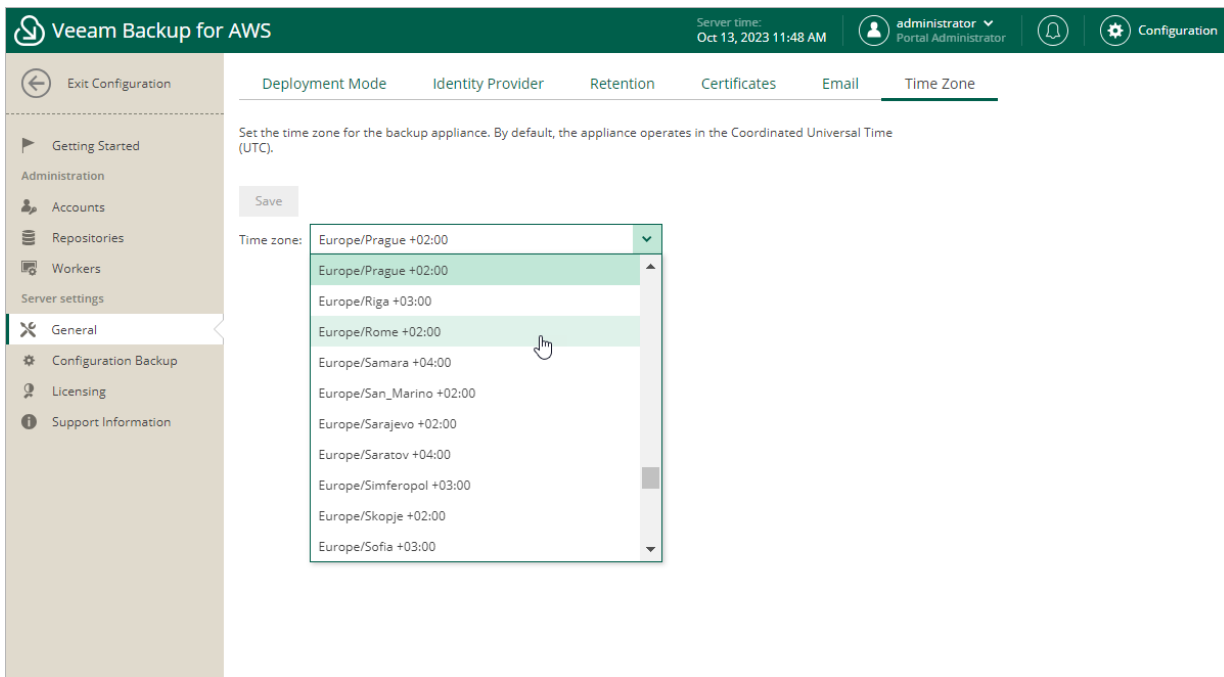 Veeam Backup for AWS
Server time:
Oct 13, 2023 11:48 AM
administrator
Portal Administrator
Configuration
Exit Configuration
Deployment Mode
Identity Provider
Retention
Certificates
Email
Time Zone
Getting Started
Administration
Accounts
Repositories
Workers
Server settings
General
Configuration Backup
Licensing
Support Information
Set the time zone for the backup appliance. By default, the appliance operates in the Coordinated Universal Time
(UTC).
Save
Time zone: Europe/Prague +02:00
Europe/Prague +02:00
Europe/Riga +03:00
Europe/Rome +02:00
Europe/Samara +04:00
Europe/San_Marino +02:00
Europe/Sarajevo +02:00
Europe/Saratov +04:00
Europe/Simferopol +03:00
Europe/Skopje +02:00
Europe/Sofia +03:00